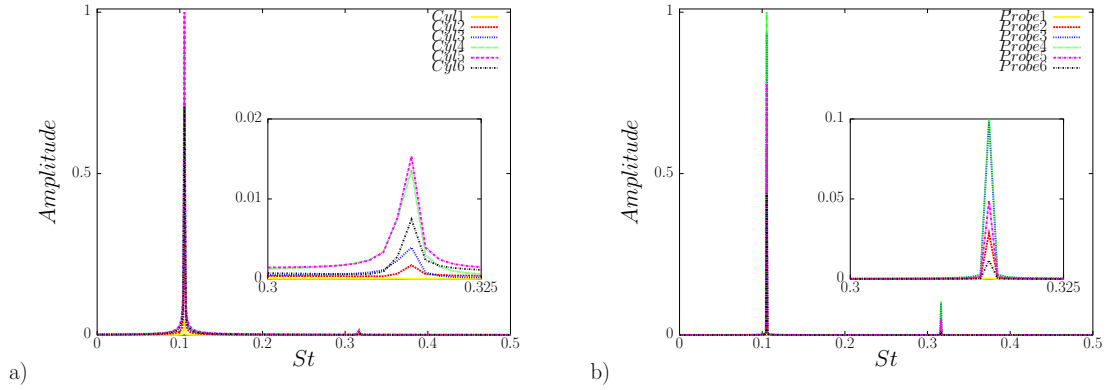 Amplitude
1
0.5
0
0
0.1
0.2
0.3
0.4
0.5
St
Cyl1
Cyl2
Cyl3
Cyl4
Cyl5
Cyl6
0.02
0.01
0
0.3
0.325
a)
Amplitude
1
0.5
0
0
0.1
0.2
0.3
0.4
0.5
St
Probe1
Probe2
Probe3
Probe4
Probe5
Probe6
0.1
0.05
0
0.3
0.325
b)